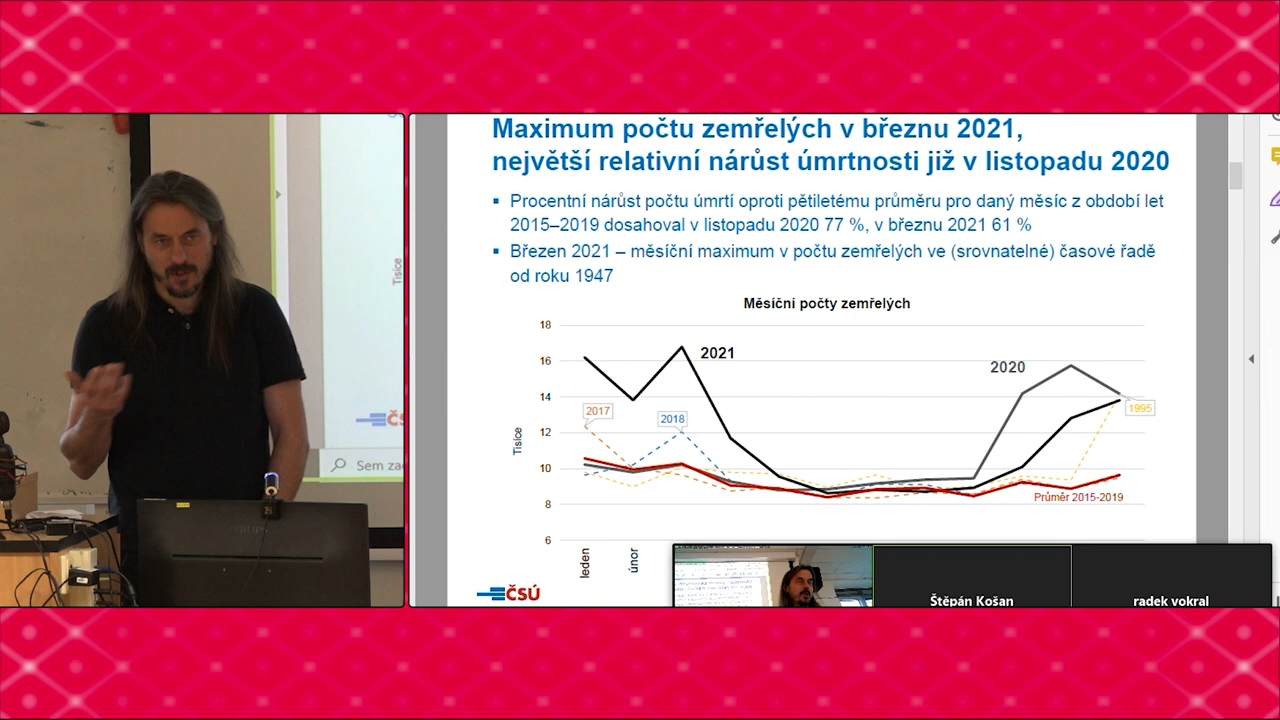 Maximum počtu zemřelých v březnu 2021,
největší relativní nárůst úmrtnosti již v listopadu 2020
Procentní nárůst počtu úmrtí oproti pětiletému průměru pro daný měsíc z období let
2015–2019 dosahoval v listopadu 2020 77 %, v březnu 2021 61 %
Březen 2021 – měsíční maximum v počtu zemřelých ve (srovnatelné) časové řadě
od roku 1947
Měsíční počty zemřelých
Tisíce
18
16
14
12
10
8
6
2021
2020
2017
2018
1995
Průměr 2015-2019
leden
únor
ČSÚ
Štěpán Košan
radek vokral
Tisíce
Sem za
PHILIPS